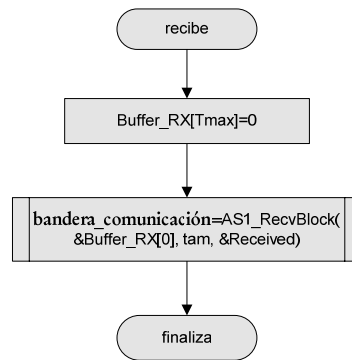 recibe
Buffer_RX[Tmax]=0
bandera_comunicación=AS1_RecvBlock(
&Buffer_RX[0], tam, &Received)
finaliza